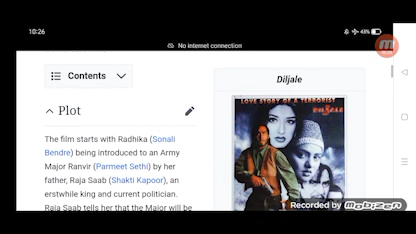 10:26
43%
No internet connection
Contents
Diljale
Plot
LOVE STORY OF A TERRORIST
The film starts with Radhika (Sonali
Bendre) being introduced to an Army
Major Ranvir (Parmeet Sethi) by her
father, Raja Saab (Shakti Kapoor), an
erstwhile king and current politician.
Raja Saab tells her that the Major will be
Recorded by mobizen